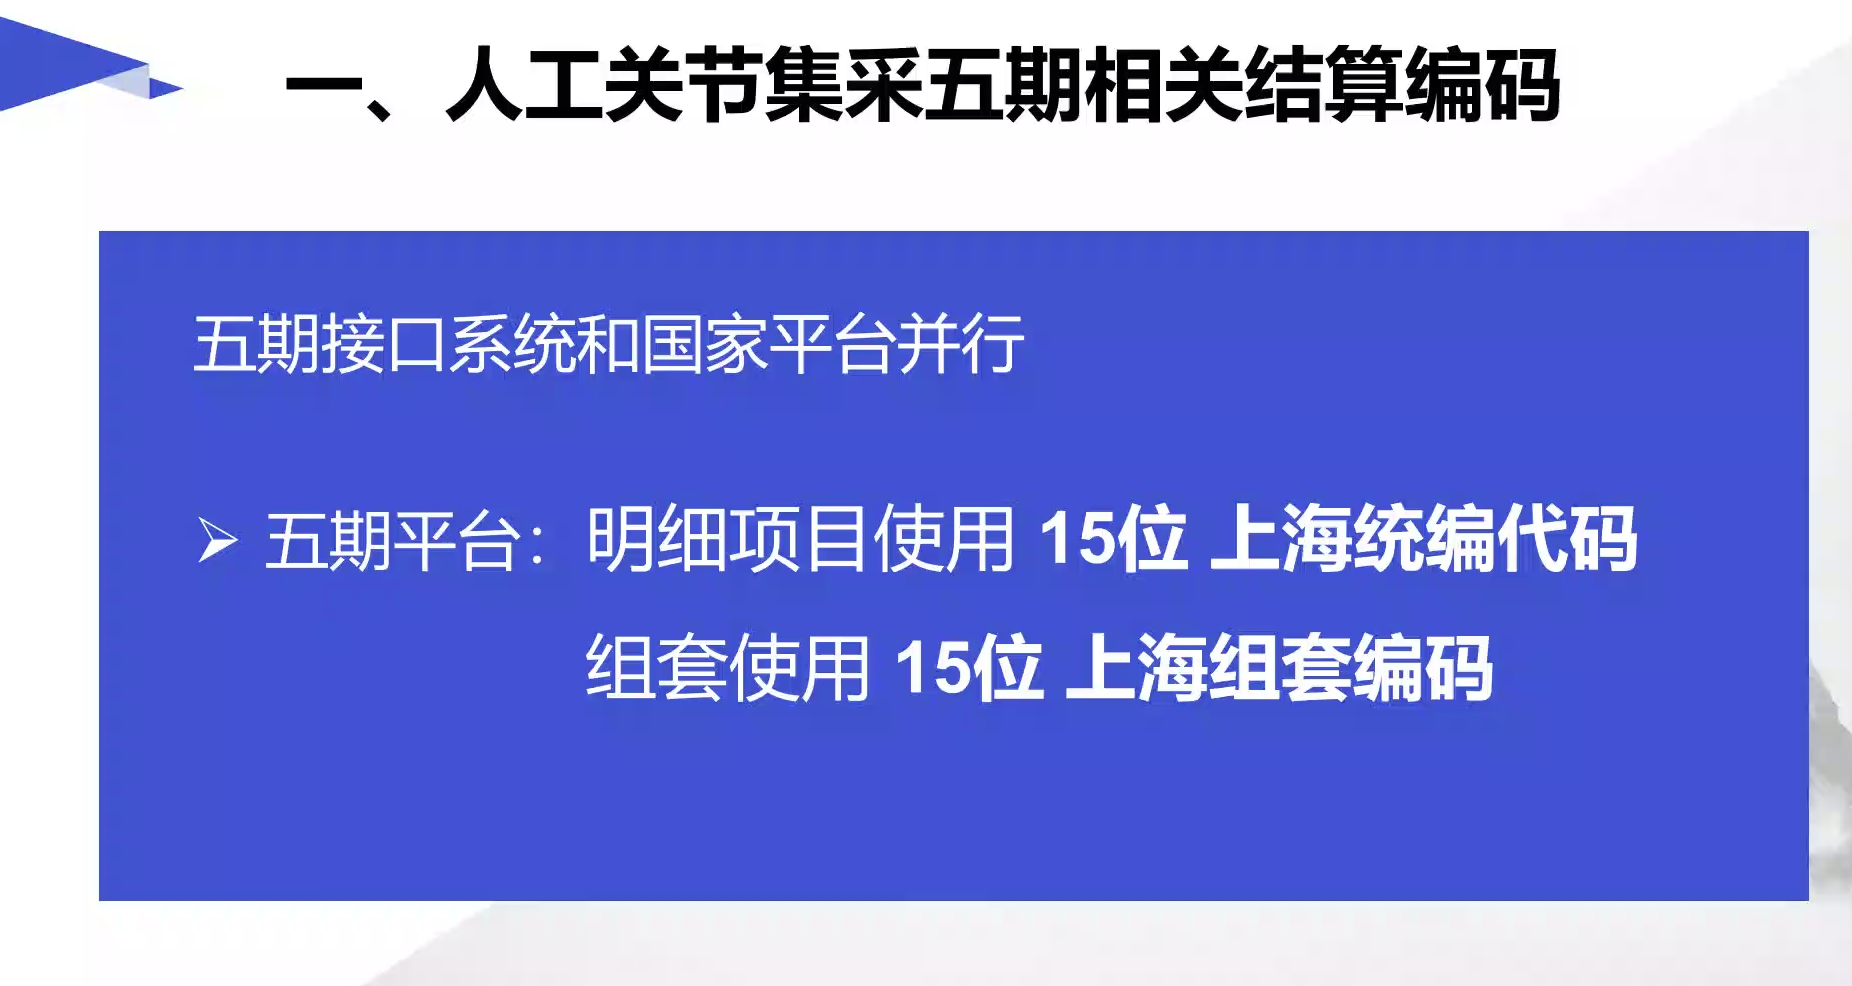 一、人工关节集采五期相关结算编码
五期接口系统和国家平台并行
五期平台：明细项目使用 15位 上海统编代码
组套使用 15位 上海组套编码